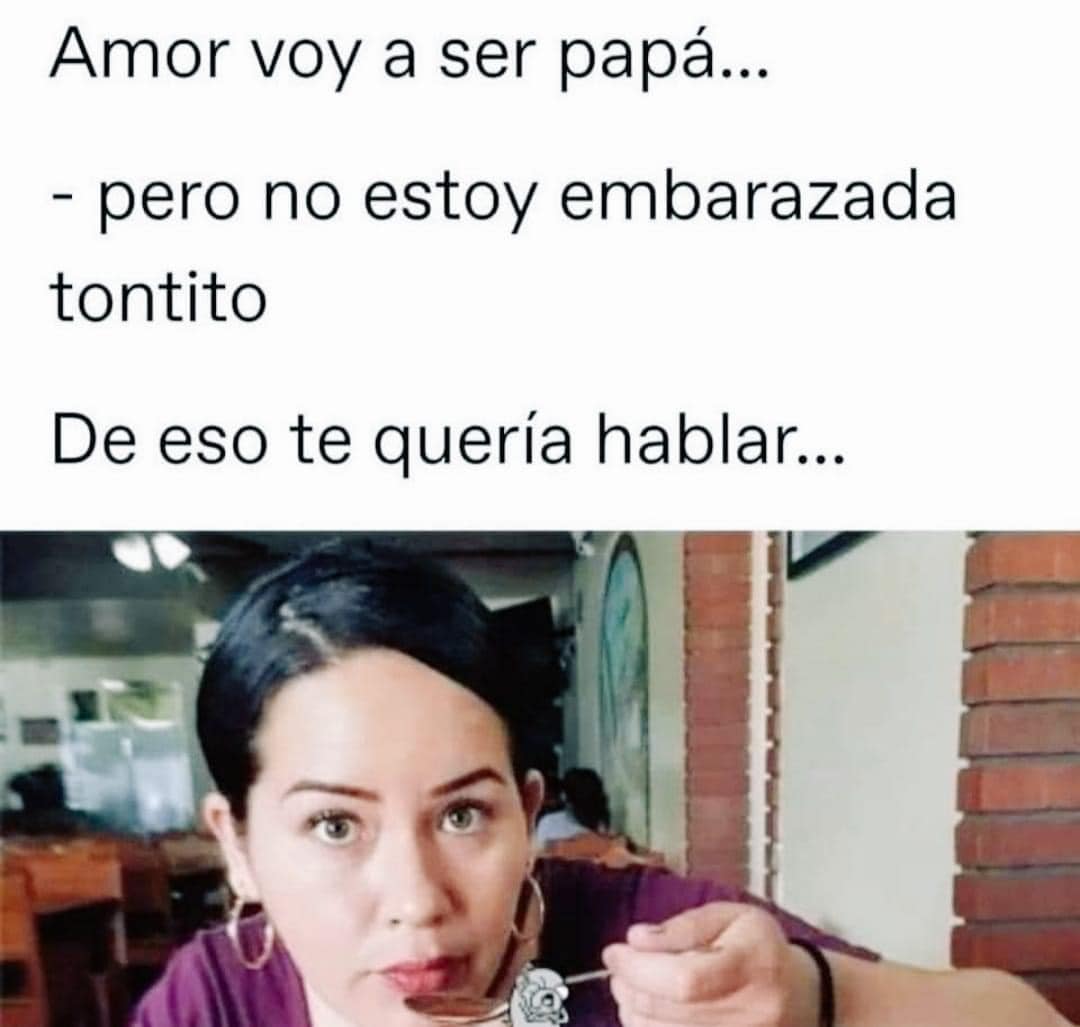 Amor voy a ser papá...
- pero no estoy embarazada
tontito
De eso te quería hablar...